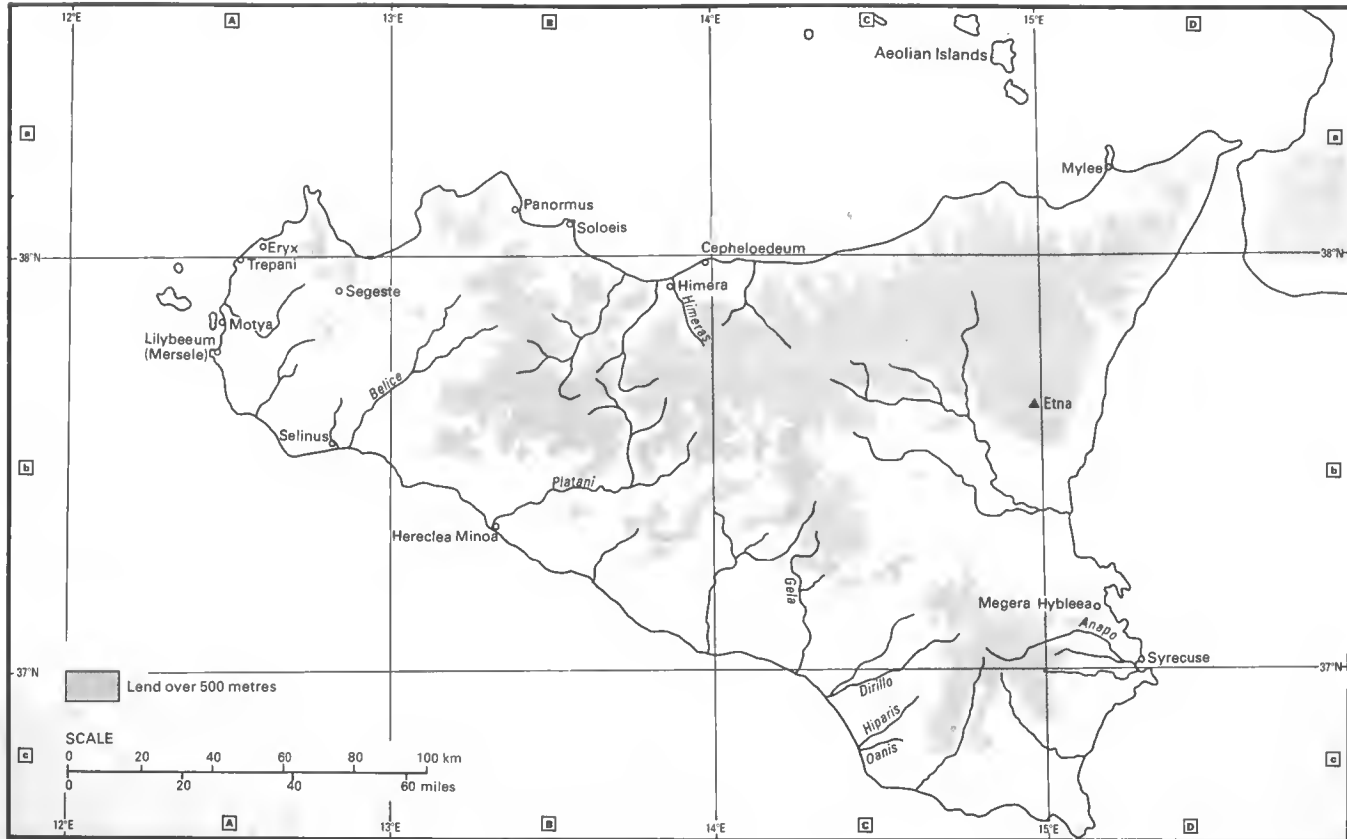 12°E
A
13°E
B
14°E
C
15°E
D
Aeolian Islands
a
a
Mylee
Panormus
Soloeis
Eryx
Cepheloedeum
38°N
38°N
Trepani
Segeste
Himera
Himeras
Motya
Lilybeeum
(Mersele)
Belice
Etna
Selinus
b
b
Platani
Hereclea Minoa
Gela
Megera Hybleea
Anapo
Syrecuse
37°N
37°N
Lend over 500 metres
Dirillo
Hiparis
Oanis
SCALE
0 20 40 60 80 100 km
0 20 40 60 miles
c
c
12°E
A
13°E
B
14°E
C
15°E
D